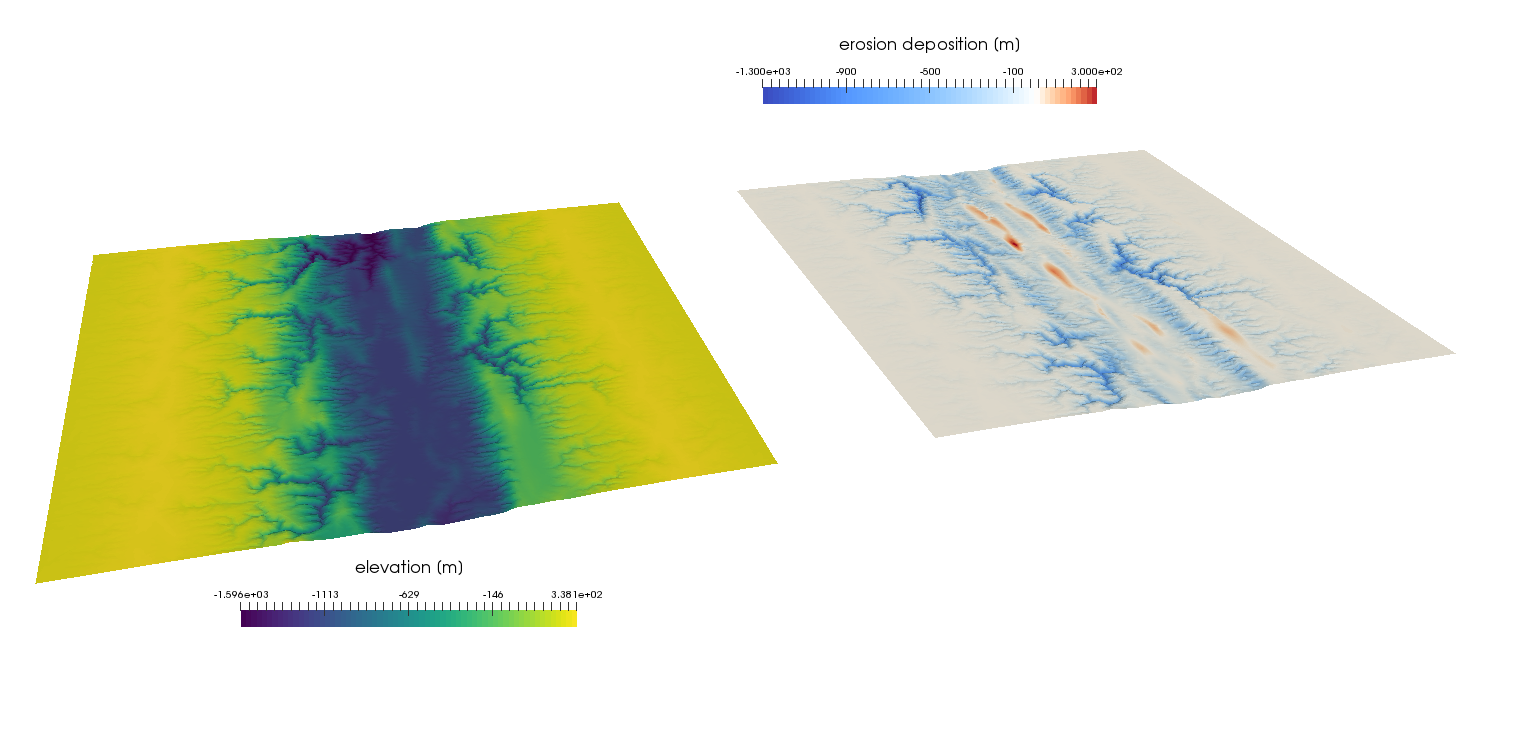 erosion deposition (m)
-1.300e+03 -900 -500 -100 3.000e+02
elevation (m)
-1.596e+03 -1113 -629 -146 3.381e+02